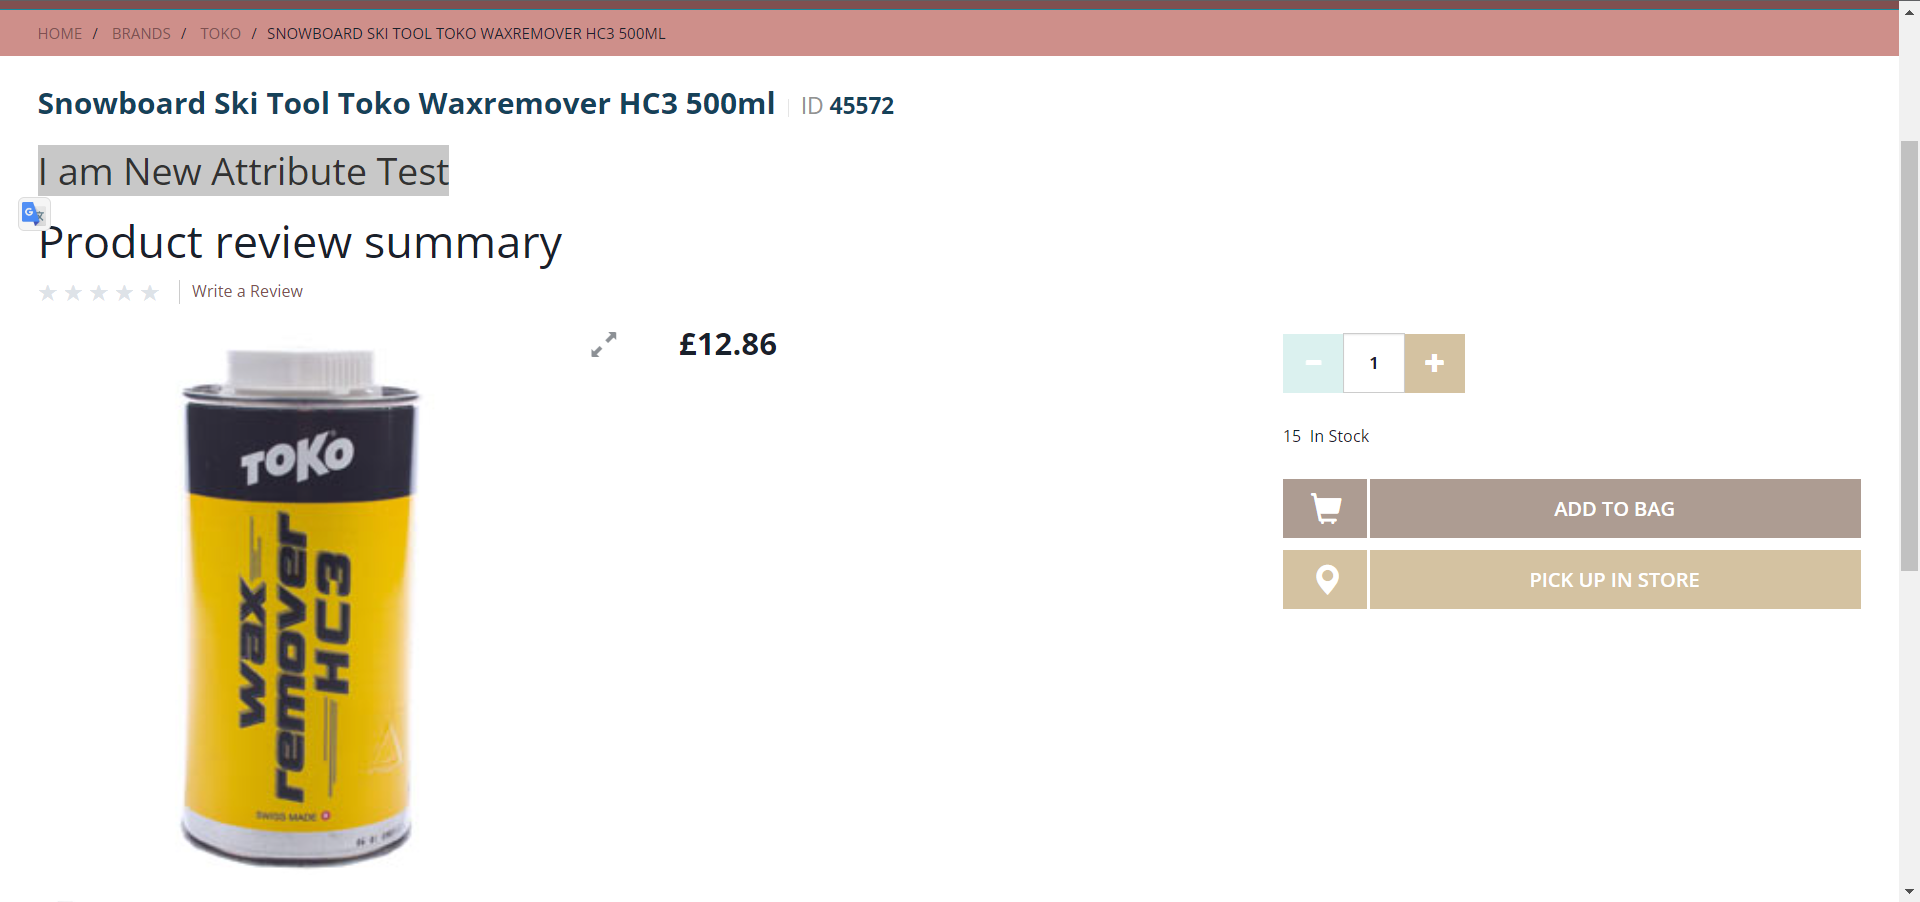 HOME / BRANDS / TOKO / SNOWBOARD SKI TOOL TOKO WAXREMOVER HC3 500ML
Snowboard Ski Tool Toko Waxremover HC3 500ml ID 45572
I am New Attribute Test
Product review summary
Write a Review
£12.86
1
15 In Stock
ADD TO BAG
PICK UP IN STORE
TOKO
wax
remover
HC3
SWISS MADE